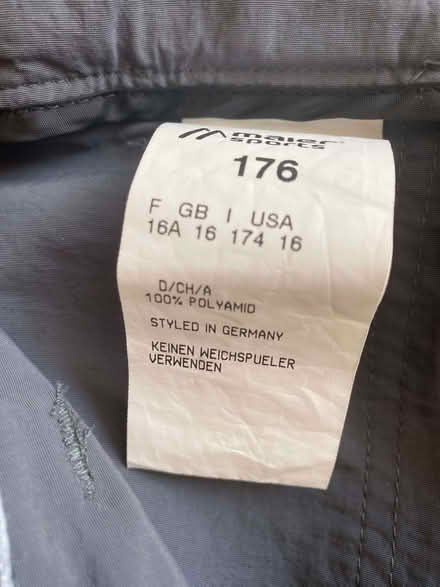 maier
sports
176
F GB I USA
16A 16 174 16
D/CH/A
100% POLYAMID
STYLED IN GERMANY
KEINEN WEICHSPUELER
VERWENDEN